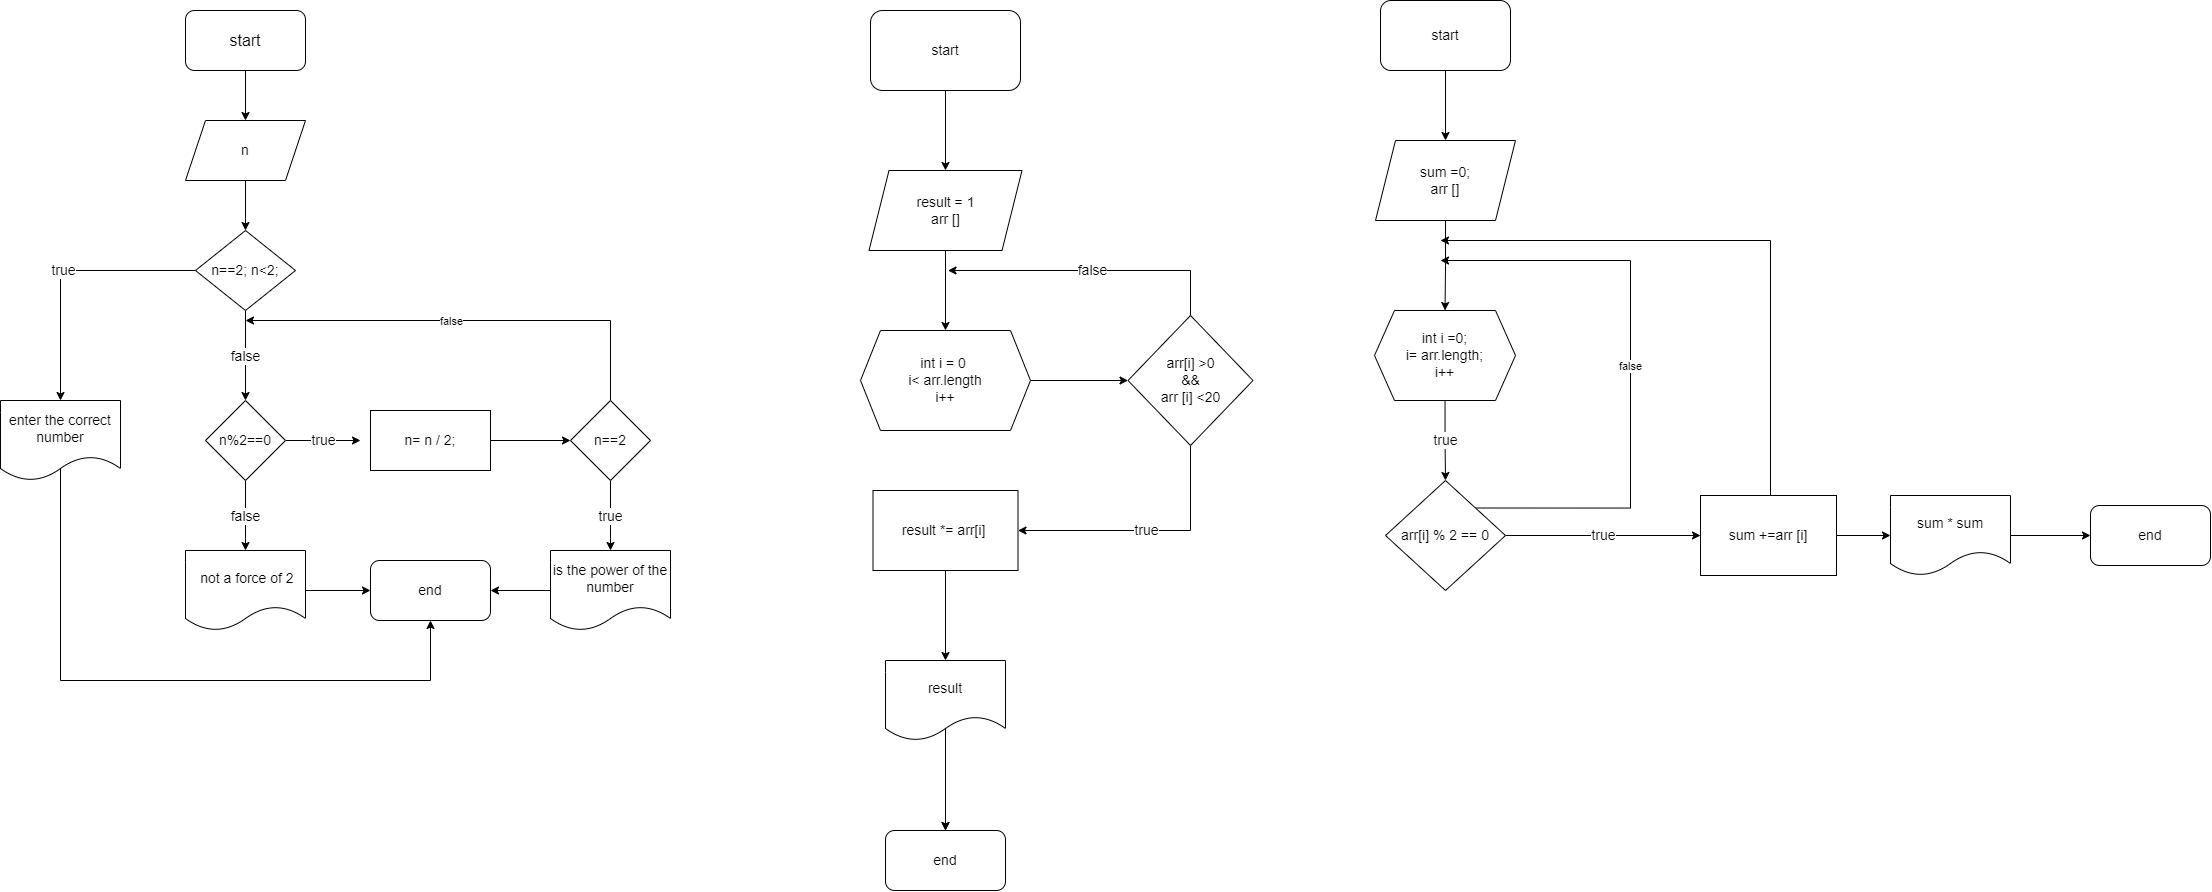 start
n
n==2; n<2;
true
false
false
enter the correct
number
n%2==0
true
n= n / 2;
n==2
false
true
not a force of 2
end
is the power of the
number
start
result = 1
arr []
false
int i = 0
i< arr.length
i++
arr[i] >0
&&
arr [i] <20
true
result *= arr[i]
result
end
start
sum =0;
arr []
int i =0;
i= arr.length;
i++
false
true
arr[i] % 2 == 0
true
sum +=arr [i]
sum * sum
end